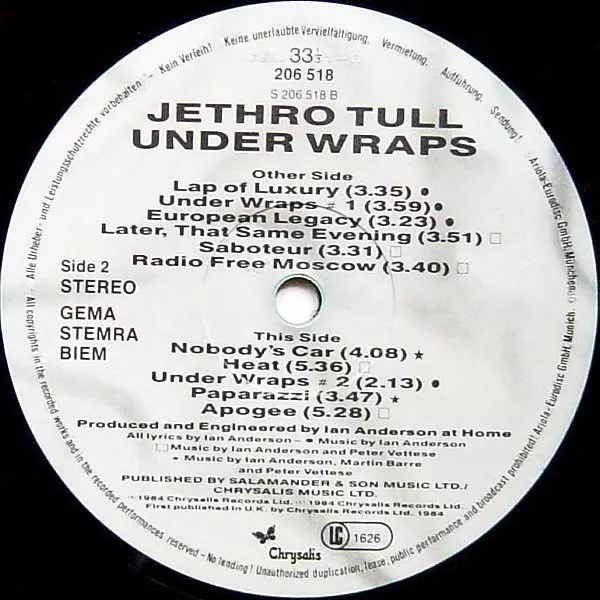 33⅓
206 518
S 206 518 B
JETHRO TULL
UNDER WRAPS
Other Side
Lap of Luxury (3.35) ●
Under Wraps # 1 (3.59) ●
European Legacy (3.23) ●
Later, That Same Evening (3.51) □
Saboteur (3.31) □
Radio Free Moscow (3.40) □
Side 2
STEREO
GEMA
STEMRA
BIEM
This Side
Nobody's Car (4.08) ★
Heat (5.36) □
Under Wraps # 2 (2.13) ●
Paparazzi (3.47) ★
Apogee (5.28) □
Produced and Engineered by Ian Anderson at Home
All lyrics by Ian Anderson – ● Music by Ian Anderson
□ Music by Ian Anderson and Peter Vettese
★ Music by Ian Anderson, Martin Barre
and Peter Vettese
PUBLISHED BY SALAMANDER & SON MUSIC LTD./
CHRYSALIS MUSIC LTD.
℗ 1984 Chrysalis Records Ltd. © 1984 Chrysalis Records Ltd.
First published in U.K. by Chrysalis Records Ltd. 1984
Chrysalis
LC 1626
Alle Urheber- und Leistungsschutzrechte vorbehalten – Kein Verleih! Keine unerlaubte Vervielfältigung, Vermietung, Aufführung, Sendung! Ariola-Eurodisc GmbH, München
All copyrights in the recorded works and in the recorded performances reserved – No lending! Unauthorized duplication, lease, public performance and broadcast prohibited! Ariola-Eurodisc GmbH, Munich.